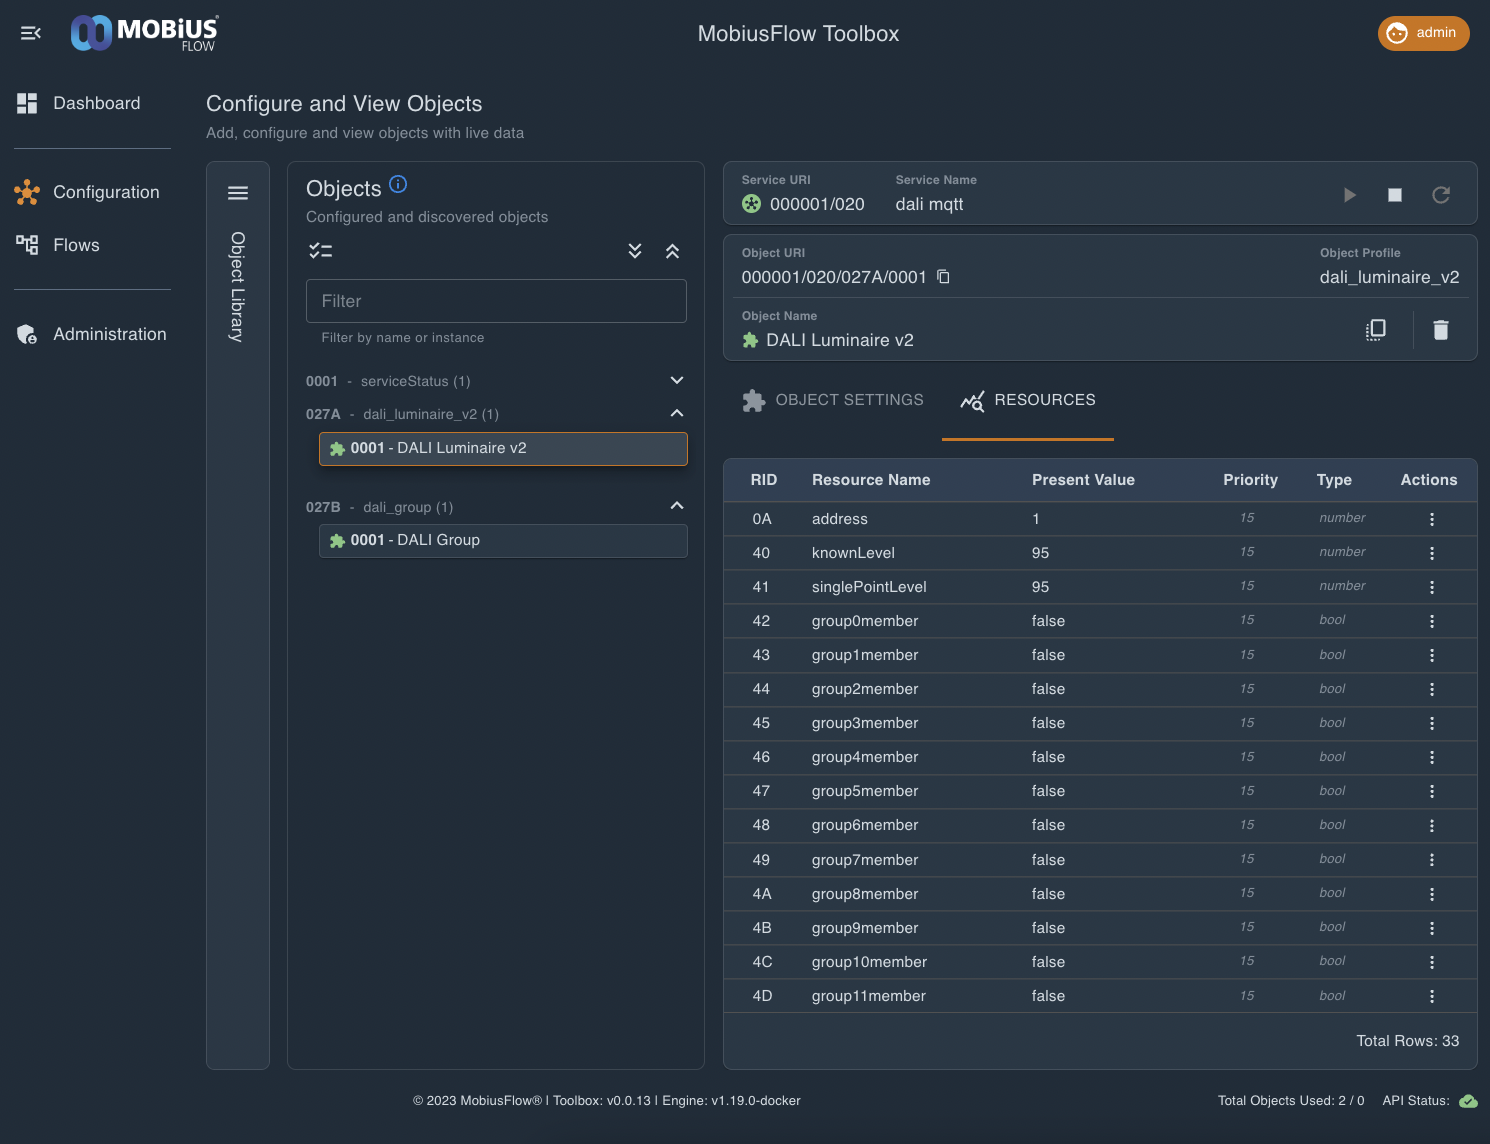 MOBiUS
FLOW
MobiusFlow Toolbox
admin
Dashboard
Configuration
Flows
Administration
Configure and View Objects
Add, configure and view objects with live data
Object Library
Objects
Configured and discovered objects
Filter
Filter by name or instance
0001 - serviceStatus (1)
027A - dali_luminaire_v2 (1)
0001 - DALI Luminaire v2
027B - dali_group (1)
0001 - DALI Group
Service URI Service Name
000001/020 dali mqtt
Object URI Object Profile
000001/020/027A/0001 dali_luminaire_v2
Object Name
DALI Luminaire v2
OBJECT SETTINGS RESOURCES
RID Resource Name Present Value Priority Type Actions
0A address 1 15 number
40 knownLevel 95 15 number
41 singlePointLevel 95 15 number
42 group0member false 15 bool
43 group1member false 15 bool
44 group2member false 15 bool
45 group3member false 15 bool
46 group4member false 15 bool
47 group5member false 15 bool
48 group6member false 15 bool
49 group7member false 15 bool
4A group8member false 15 bool
4B group9member false 15 bool
4C group10member false 15 bool
4D group11member false 15 bool
Total Rows: 33
© 2023 MobiusFlow® | Toolbox: v0.0.13 | Engine: v1.19.0-docker
Total Objects Used: 2 / 0 API Status: